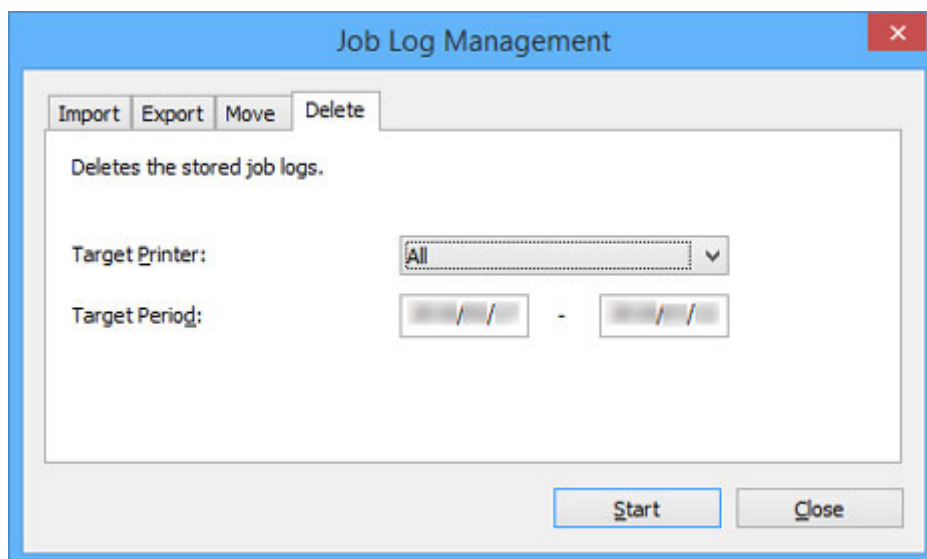 Job Log Management
Import Export Move Delete
Deletes the stored job logs.
Target Printer: All
Target Period: / / - / /
Start Close